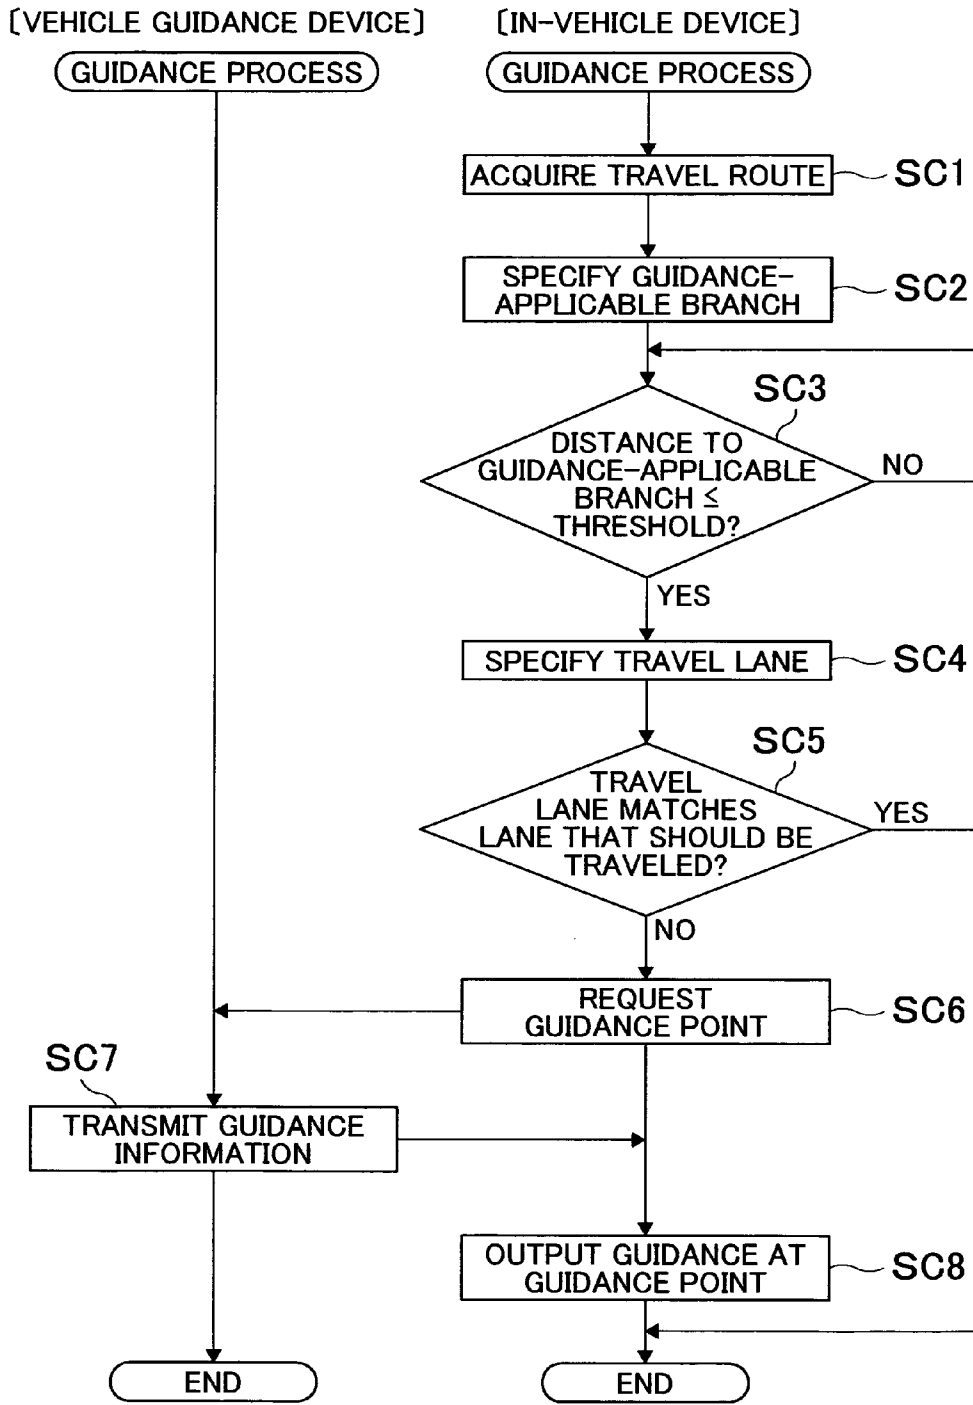 [VEHICLE GUIDANCE DEVICE]
[IN-VEHICLE DEVICE]
GUIDANCE PROCESS
GUIDANCE PROCESS
ACQUIRE TRAVEL ROUTE
SC1
SPECIFY GUIDANCE-
APPLICABLE BRANCH
SC2
SC3
DISTANCE TO
GUIDANCE-APPLICABLE
BRANCH ≤
THRESHOLD?
NO
YES
SPECIFY TRAVEL LANE
SC4
SC5
TRAVEL
LANE MATCHES
LANE THAT SHOULD BE
TRAVELED?
YES
NO
REQUEST
GUIDANCE POINT
SC6
SC7
TRANSMIT GUIDANCE
INFORMATION
OUTPUT GUIDANCE AT
GUIDANCE POINT
SC8
END
END